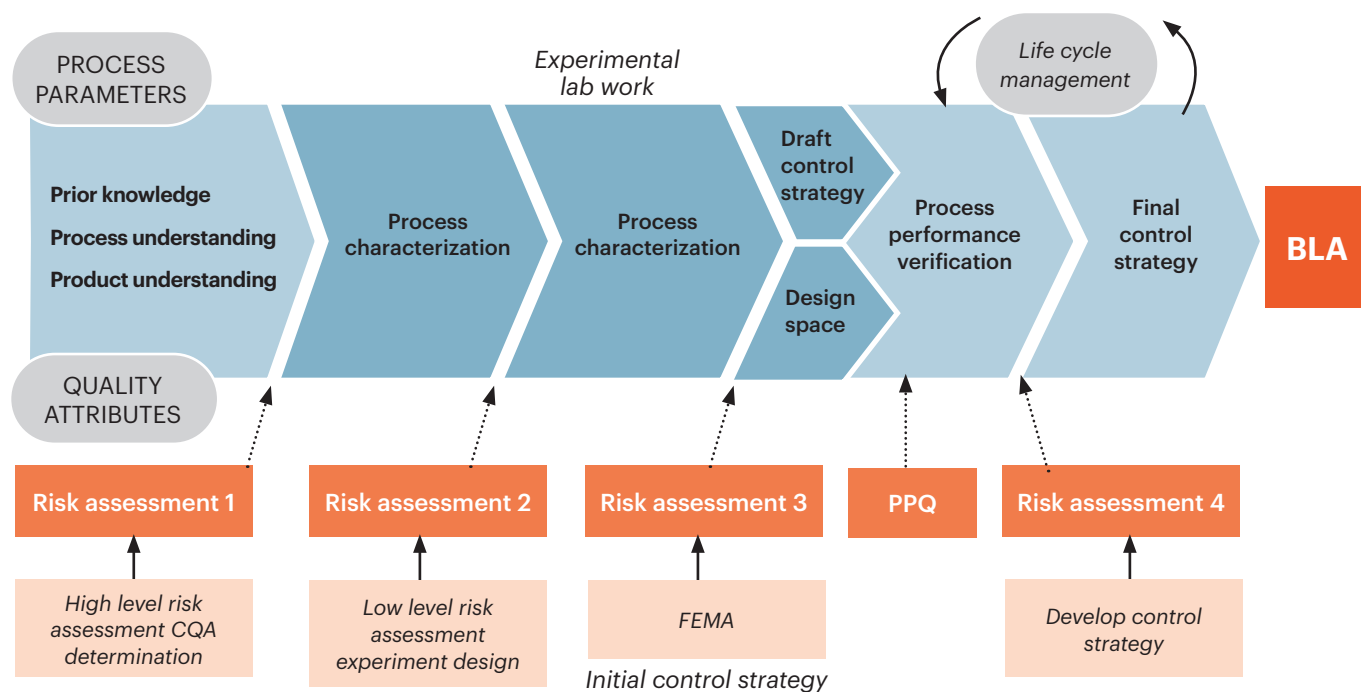 PROCESS
PARAMETERS
Experimental
lab work
Life cycle
management
Prior knowledge
Process understanding
Product understanding
Process
characterization
Process
characterization
Draft
control
strategy
Design
space
Process
performance
verification
Final
control
strategy
BLA
QUALITY
ATTRIBUTES
Risk assessment 1
Risk assessment 2
Risk assessment 3
PPQ
Risk assessment 4
High level risk
assessment CQA
determination
Low level risk
assessment
experiment design
FEMA
Develop control
strategy
Initial control strategy